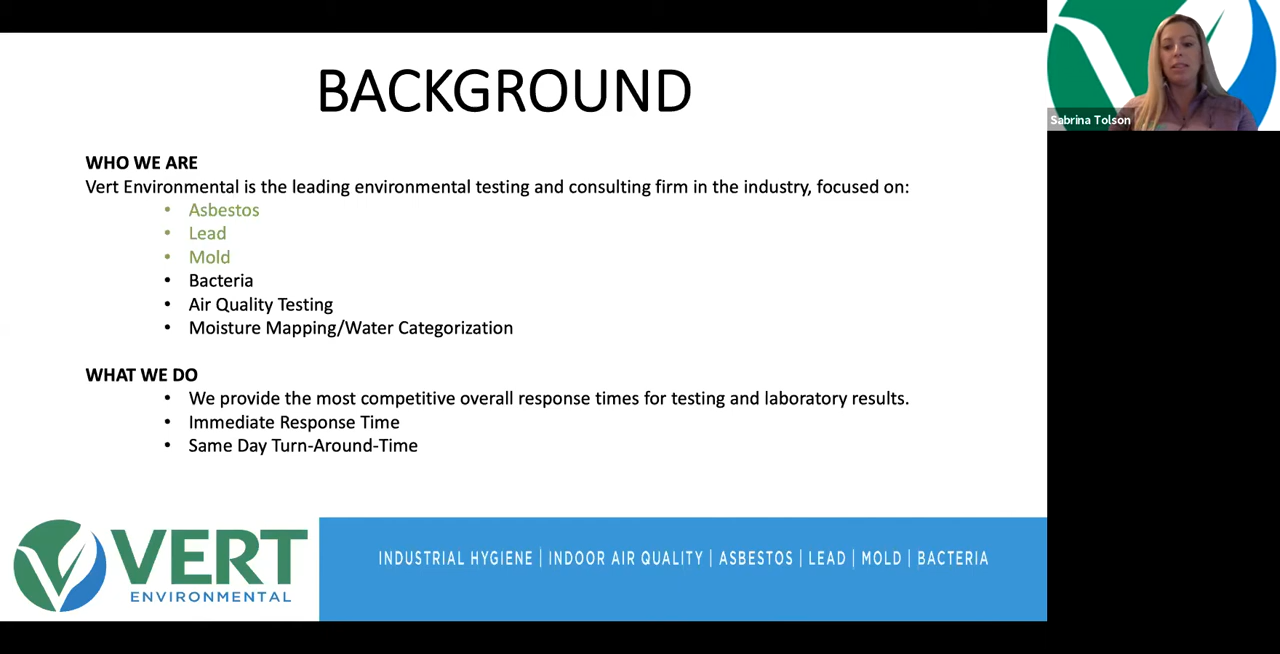 BACKGROUND
Sabrina Tolson
WHO WE ARE
Vert Environmental is the leading environmental testing and consulting firm in the industry, focused on:
• Asbestos
• Lead
• Mold
• Bacteria
• Air Quality Testing
• Moisture Mapping/Water Categorization
WHAT WE DO
• We provide the most competitive overall response times for testing and laboratory results.
• Immediate Response Time
• Same Day Turn-Around-Time
VERT
ENVIRONMENTAL
INDUSTRIAL HYGIENE | INDOOR AIR QUALITY | ASBESTOS | LEAD | MOLD | BACTERIA